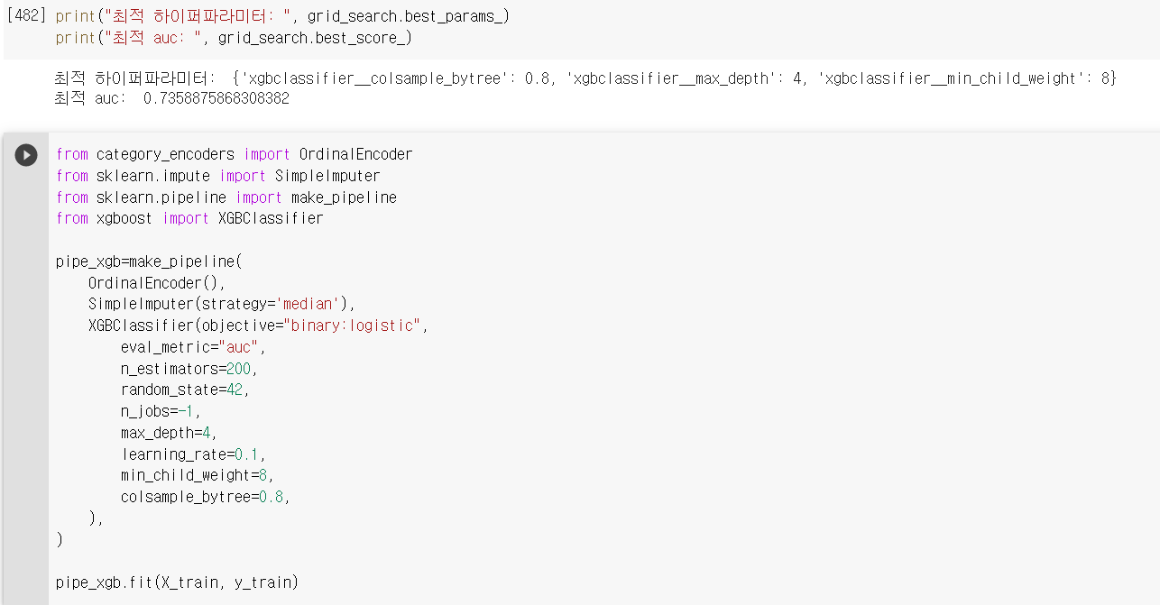 [482] print("최적 하이퍼파라미터: ", grid_search.best_params_)
print("최적 auc: ", grid_search.best_score_)
최적 하이퍼파라미터:  {'xgbclassifier__colsample_bytree': 0.8, 'xgbclassifier__max_depth': 4, 'xgbclassifier__min_child_weight': 8}
최적 auc:  0.7358875868308382
from category_encoders import OrdinalEncoder
from sklearn.impute import SimpleImputer
from sklearn.pipeline import make_pipeline
from xgboost import XGBClassifier
pipe_xgb=make_pipeline(
OrdinalEncoder(),
SimpleImputer(strategy='median'),
XGBClassifier(objective="binary:logistic",
eval_metric="auc",
n_estimators=200,
random_state=42,
n_jobs=-1,
max_depth=4,
learning_rate=0.1,
min_child_weight=8,
colsample_bytree=0.8,
),
)
pipe_xgb.fit(X_train, y_train)